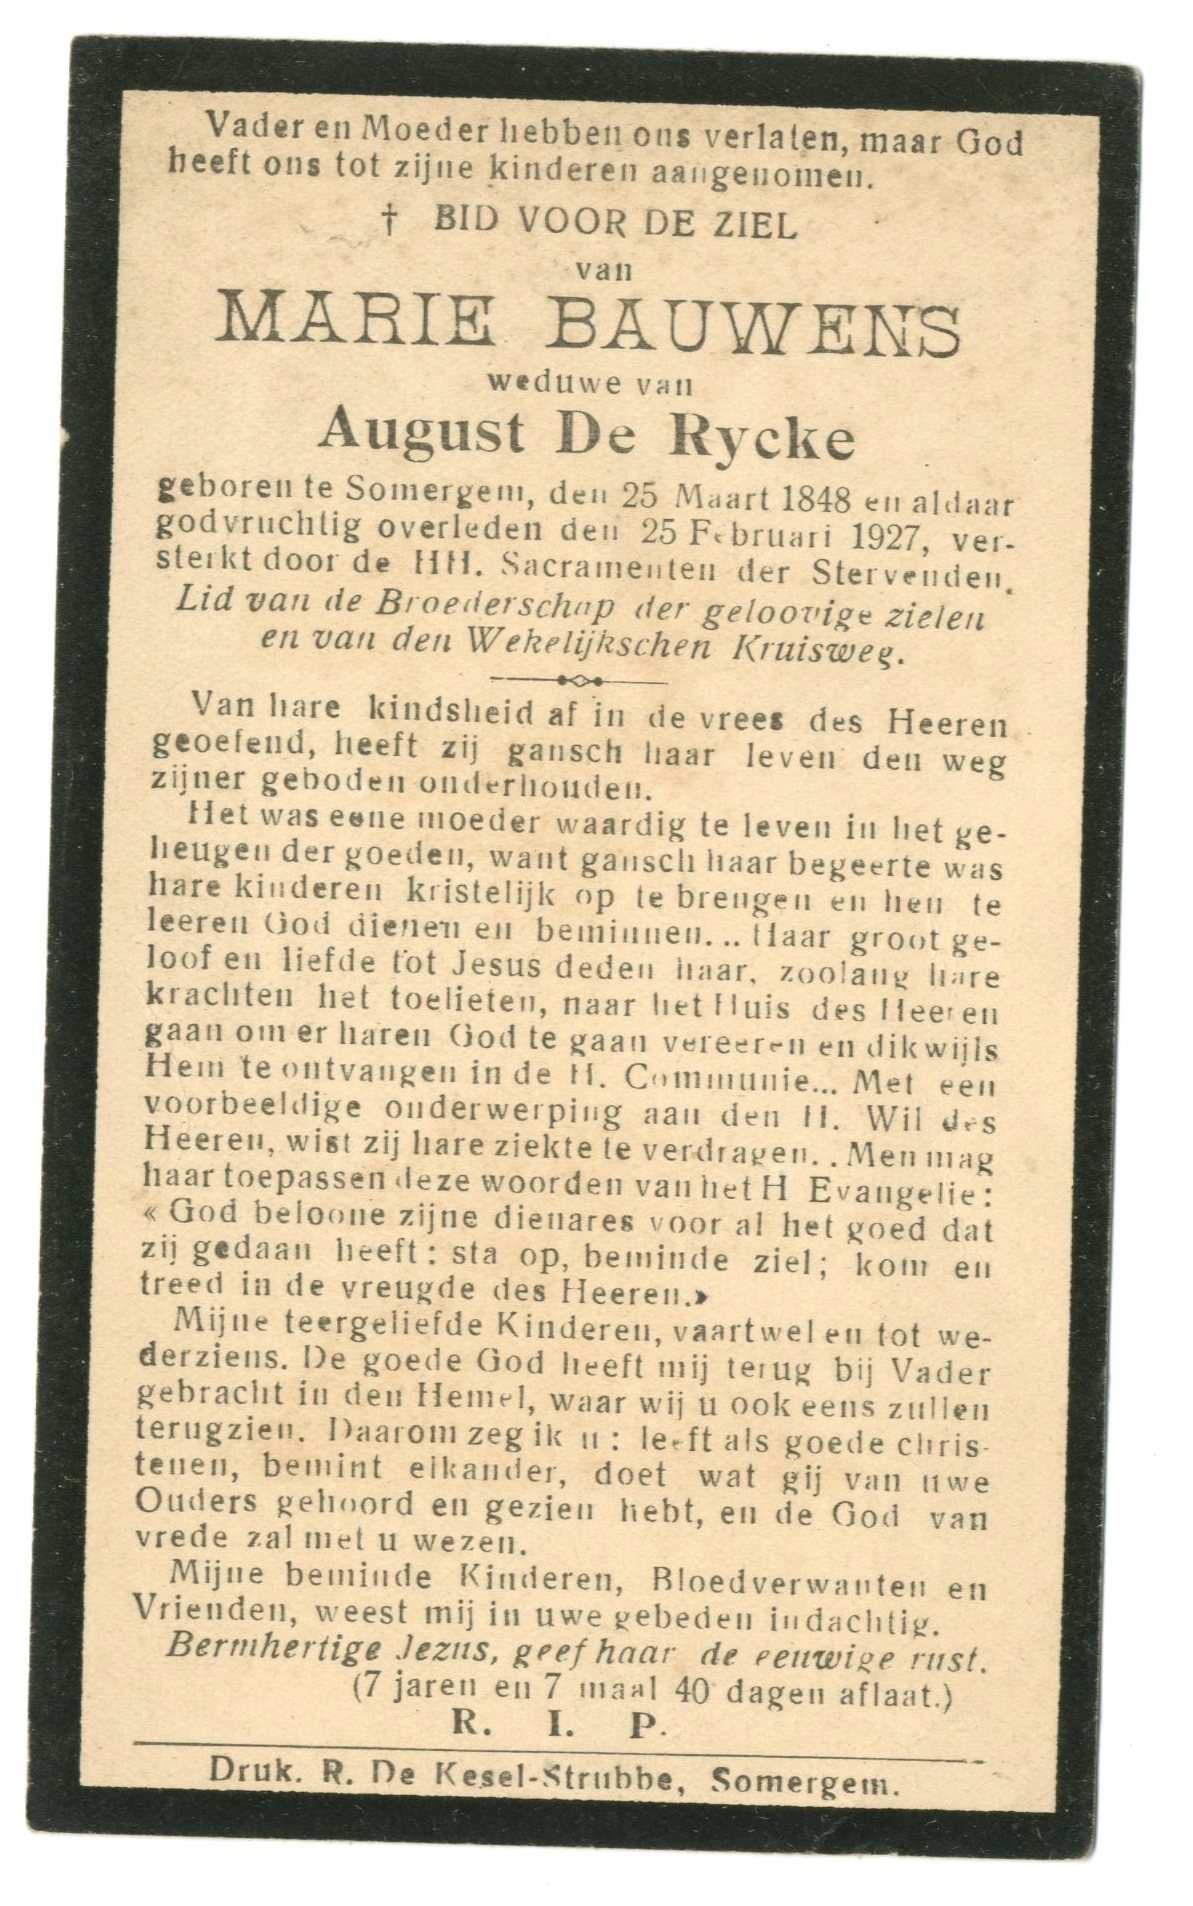 Vader en Moeder hebben ons verlaten, maar God
heeft ons tot zijne kinderen aangenomen.
† BID VOOR DE ZIEL
van
MARIE BAUWENS
weduwe van
August De Rycke
geboren te Somergem, den 25 Maart 1848 en aldaar
godvruchtig overleden den 25 Februari 1927, ver-
sterkt door de HH. Sacramenten der Stervenden.
Lid van de Broederschap der geloovige zielen
en van den Wekelijkschen Kruisweg.
Van hare kindsheid af in de vrees des Heeren
geoefend, heeft zij gansch haar leven den weg
zijner geboden onderhouden.
Het was eene moeder waardig te leven in het ge-
heugen der goeden, want gansch haar begeerte was
hare kinderen kristelijk op te brengen en hen te
leeren God dienen en beminnen... Haar groot ge-
loof en liefde tot Jesus deden haar, zoolang hare
krachten het toelieten, naar het Huis des Heeren
gaan om er haren God te gaan vereeren en dikwijls
Hem te ontvangen in de H. Communie... Met een
voorbeeldige onderwerping aan den H. Wil des
Heeren, wist zij hare ziekte te verdragen.. Men mag
haar toepassen deze woorden van het H Evangelie:
« God beloone zijne dienares voor al het goed dat
zij gedaan heeft: sta op, beminde ziel; kom en
treed in de vreugde des Heeren.»
Mijne teergeliefde Kinderen, vaartwel en tot we-
derziens. De goede God heeft mij terug bij Vader
gebracht in den Hemel, waar wij u ook eens zullen
terugzien. Daarom zeg ik u: leeft als goede chris-
tenen, bemint elkander, doet wat gij van uwe
Ouders gehoord en gezien hebt, en de God van
vrede zal met u wezen.
Mijne beminde Kinderen, Bloedverwanten en
Vrienden, weest mij in uwe gebeden indachtig.
Bermhertige Jezus, geef haar de eeuwige rust.
(7 jaren en 7 maal 40 dagen aflaat.)
R. I. P.
Druk. R. De Kesel-Strubbe, Somergem.